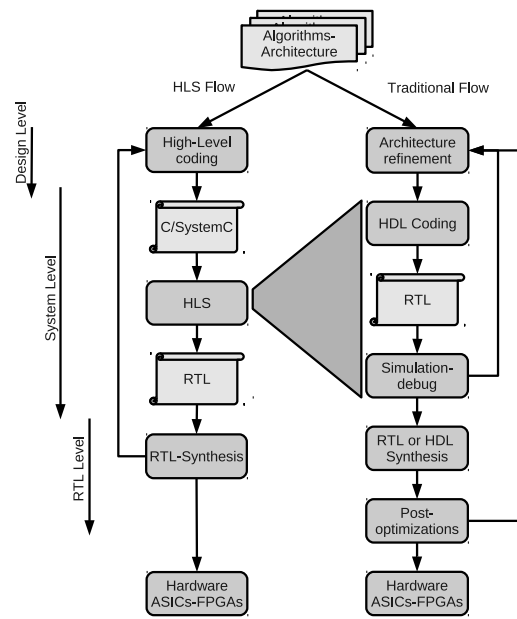 Algorithms-
Architecture
HLS Flow
Traditional Flow
Design Level
System Level
RTL Level
High-Level
coding
C/SystemC
HLS
RTL
RTL-Synthesis
Hardware
ASICs-FPGAs
Architecture
refinement
HDL Coding
RTL
Simulation-
debug
RTL or HDL
Synthesis
Post-
optimizations
Hardware
ASICs-FPGAs